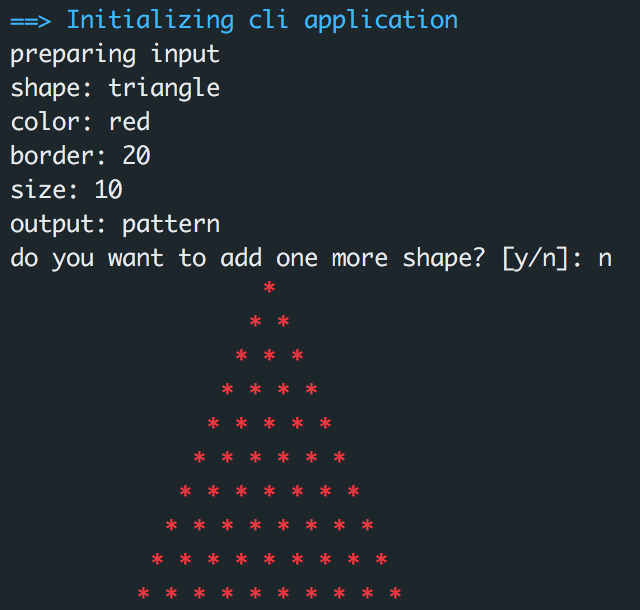 ==> Initializing cli application
preparing input
shape: triangle
color: red
border: 20
size: 10
output: pattern
do you want to add one more shape? [y/n]: n
*
* *
* * *
* * * *
* * * * *
* * * * * *
* * * * * * *
* * * * * * * *
* * * * * * * * *
* * * * * * * * * *